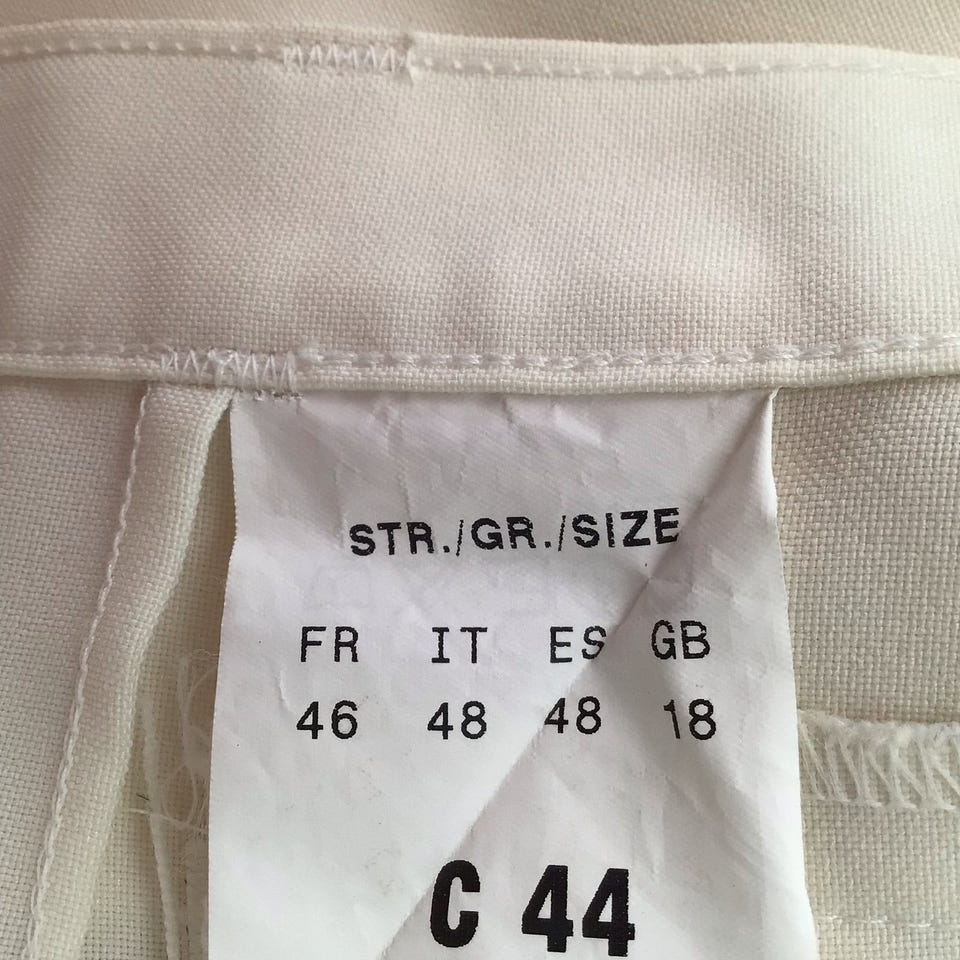 STR./GR./SIZE
FR IT ES GB
46 48 48 18
C 44